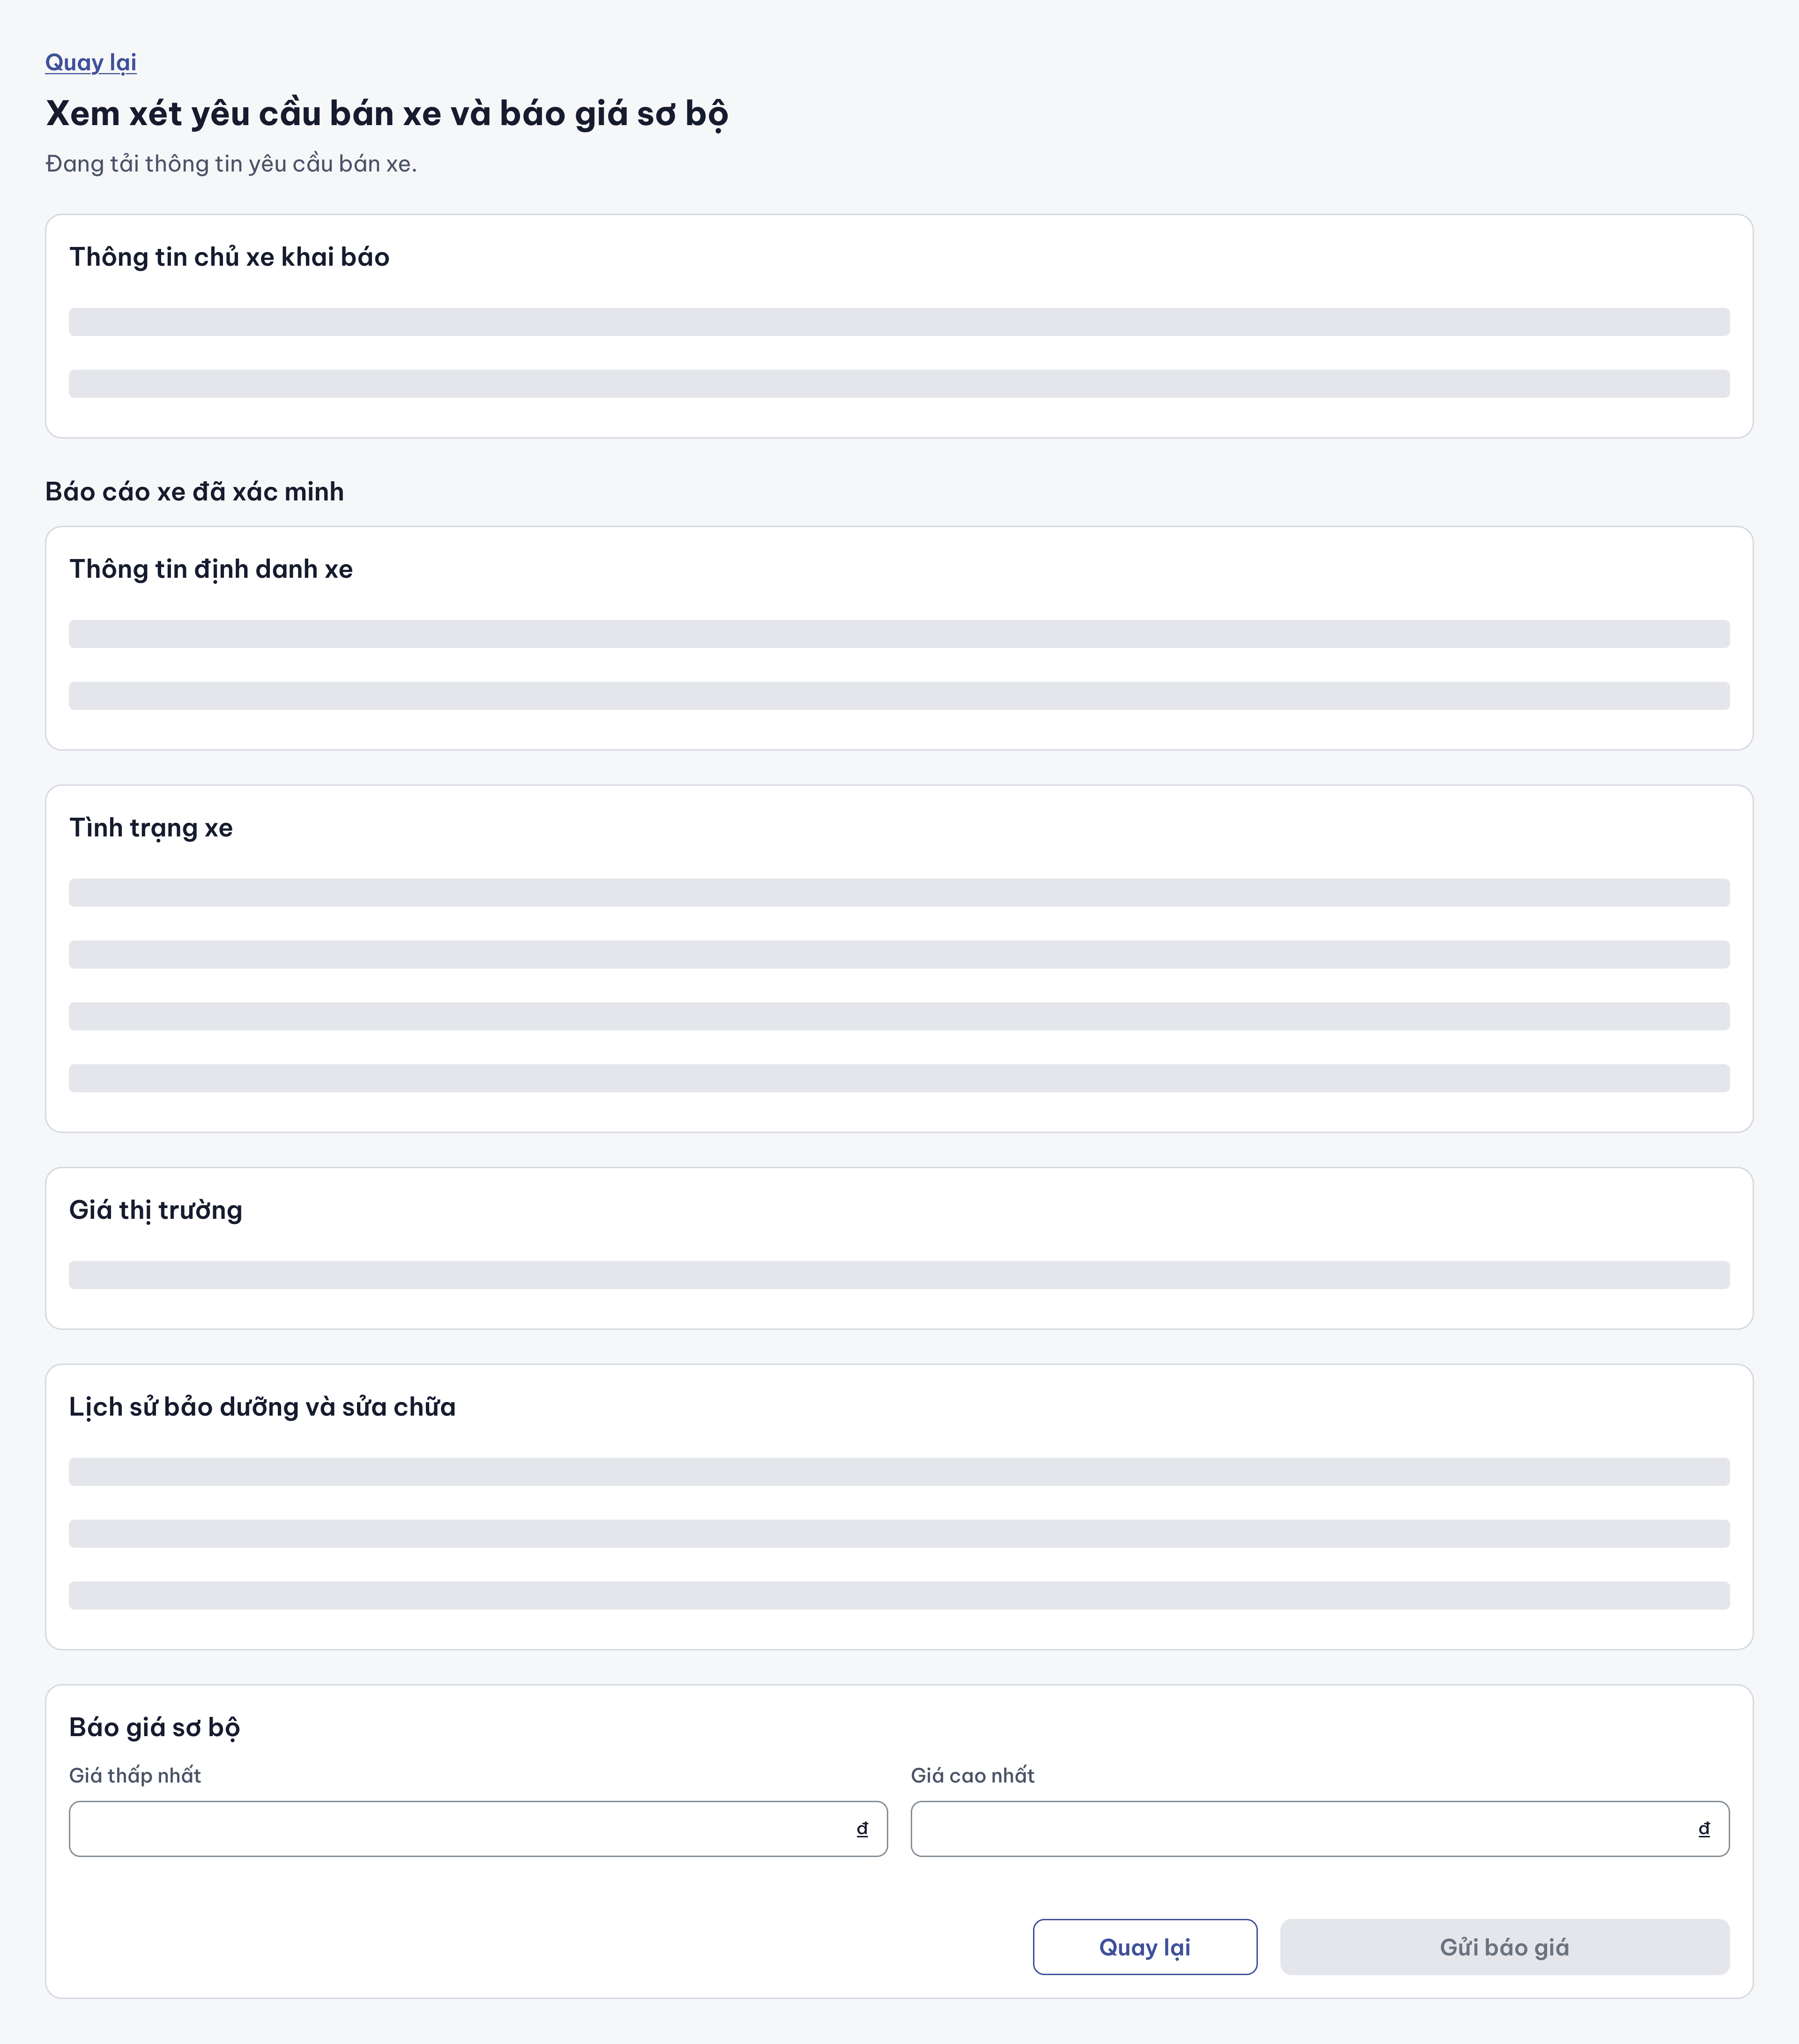 Quay lại
Xem xét yêu cầu bán xe và báo giá sơ bộ
Đang tải thông tin yêu cầu bán xe.
Thông tin chủ xe khai báo
Báo cáo xe đã xác minh
Thông tin định danh xe
Tình trạng xe
Giá thị trường
Lịch sử bảo dưỡng và sửa chữa
Báo giá sơ bộ
Giá thấp nhất
Giá cao nhất
₫
₫
Quay lại
Gửi báo giá